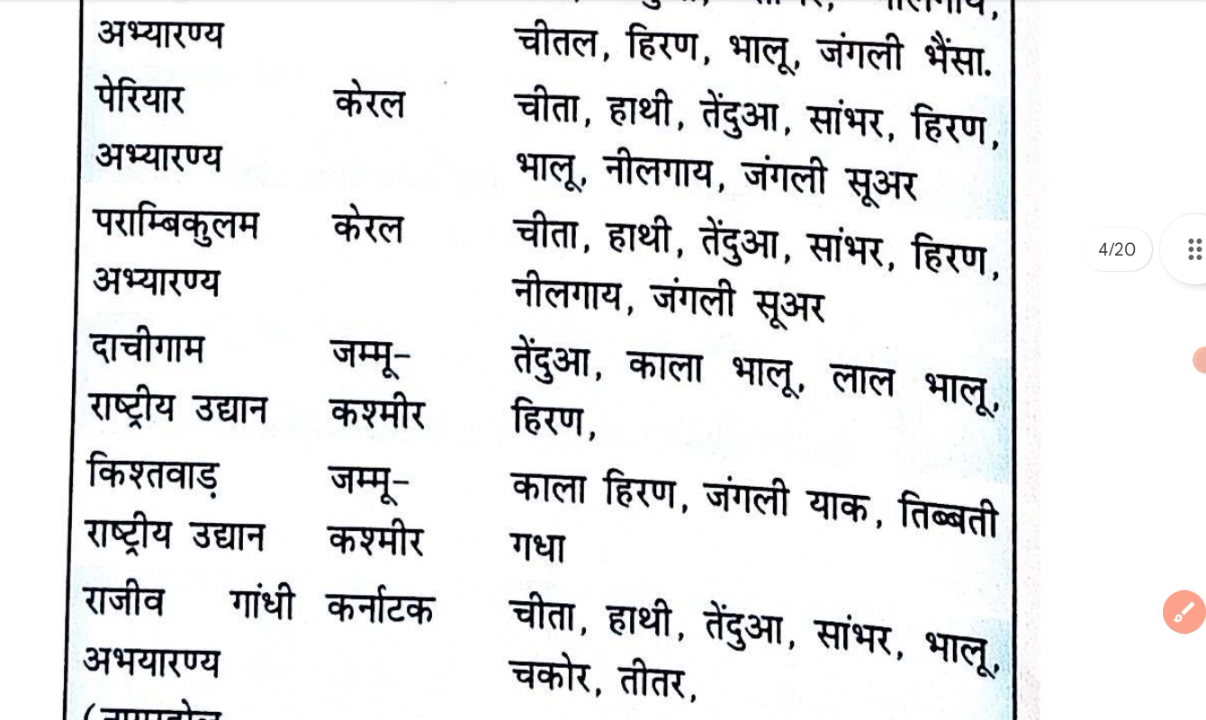 अभ्यारण्य चीतल, हिरण, भालू, जंगली भैंसा.
पेरियार केरल चीता, हाथी, तेंदुआ, सांभर, हिरण,
अभ्यारण्य भालू, नीलगाय, जंगली सूअर
पराम्बिकुलम केरल चीता, हाथी, तेंदुआ, सांभर, हिरण,
अभ्यारण्य नीलगाय, जंगली सूअर
दाचीगाम जम्मू- तेंदुआ, काला भालू, लाल भालू,
राष्ट्रीय उद्यान कश्मीर हिरण,
किश्तवाड़ जम्मू- काला हिरण, जंगली याक, तिब्बती
राष्ट्रीय उद्यान कश्मीर गधा
राजीव गांधी कर्नाटक चीता, हाथी, तेंदुआ, सांभर, भालू,
अभयारण्य चकोर, तीतर,
4/20